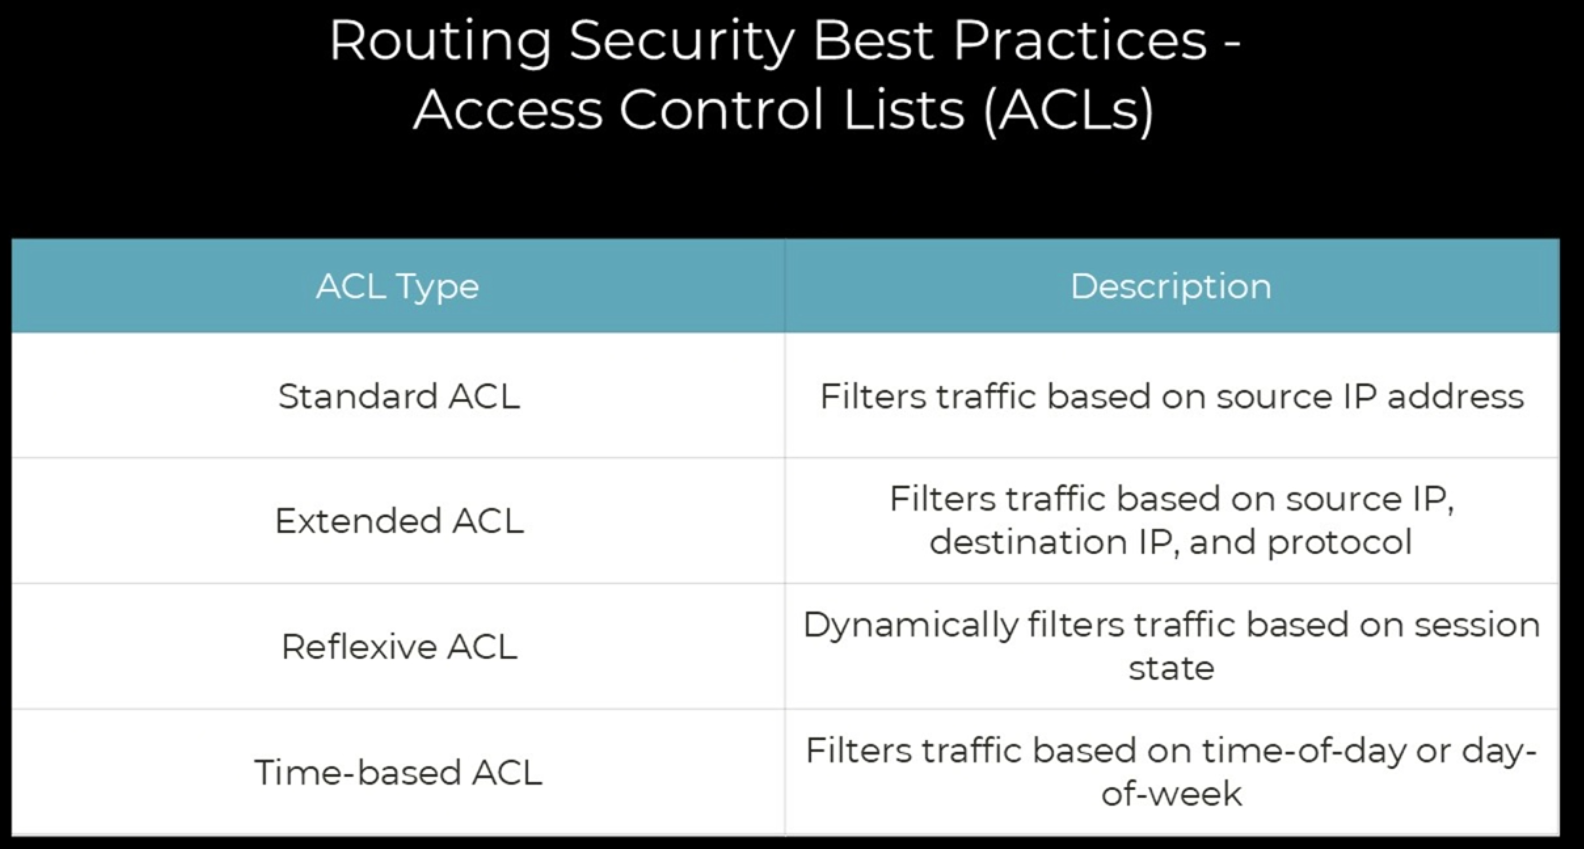 Routing Security Best Practices -
Access Control Lists (ACLs)
ACL Type
Description
Standard ACL
Filters traffic based on source IP address
Extended ACL
Filters traffic based on source IP,
destination IP, and protocol
Reflexive ACL
Dynamically filters traffic based on session
state
Time-based ACL
Filters traffic based on time-of-day or day-
of-week